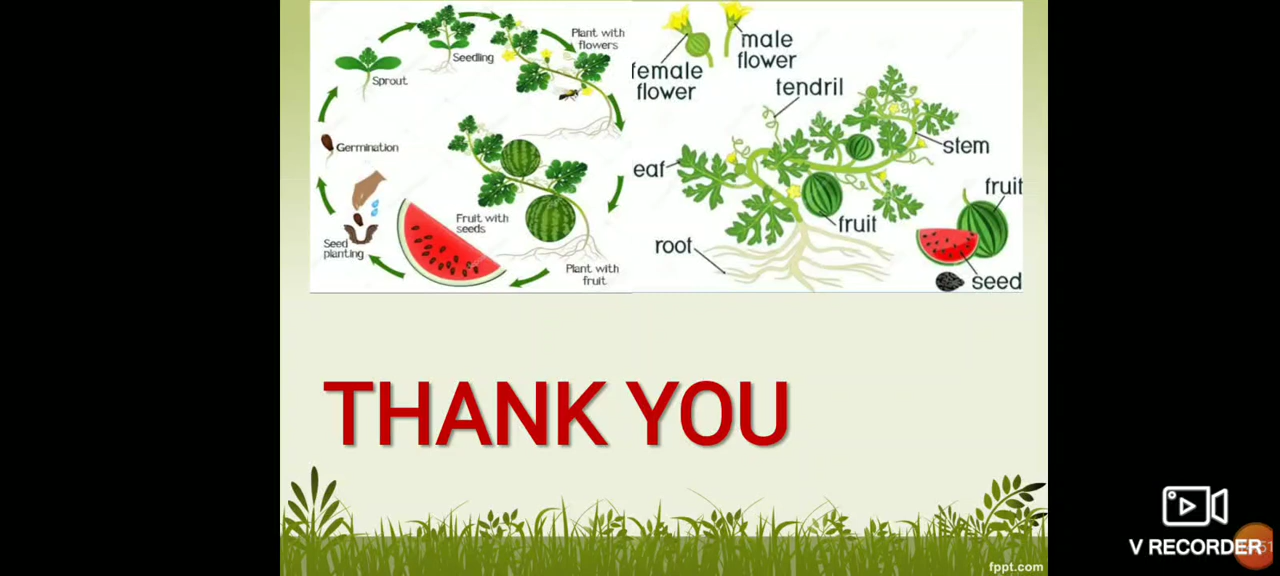 Plant with
flowers
Seedling
Sprout
Germination
Seed
planting
Fruit with
seeds
Plant with
fruit
female
flower
male
flower
tendril
stem
eaf
fruit
root
fruit
seed
THANK YOU
fppt.com
V RECORDER
51